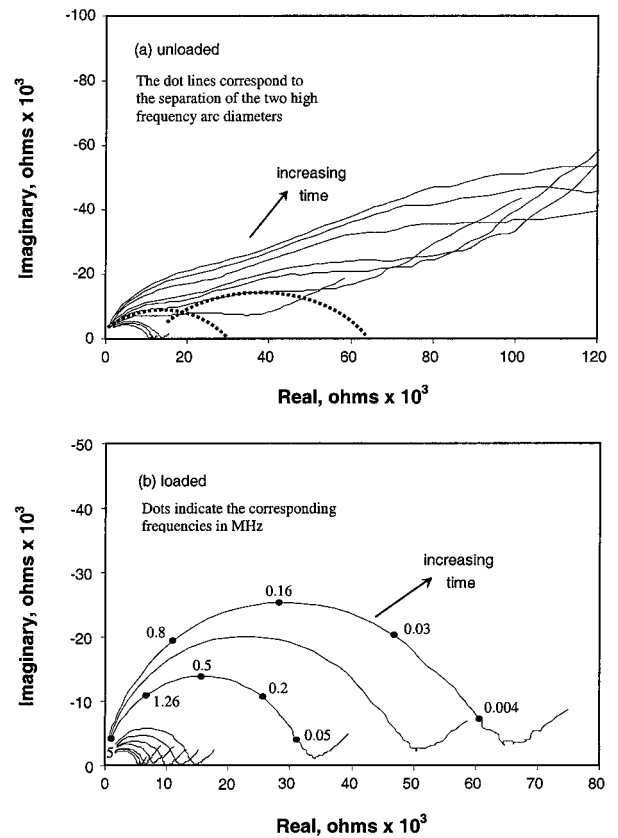 -100
(a) unloaded
The dot lines correspond to
the separation of the two high
frequency arc diameters
-80
-60
increasing
time
-40
-20
0
0 20 40 60 80 100 120
Imaginary, ohms x 10³
Real, ohms x 10³
-50
(b) loaded
Dots indicate the corresponding
frequencies in MHz
-40
increasing
time
-30
0.16
0.8
0.03
-20
0.5
1.26
0.2
-10
0.004
0.05
5
0
0 10 20 30 40 50 60 70 80
Imaginary, ohms x 10³
Real, ohms x 10³